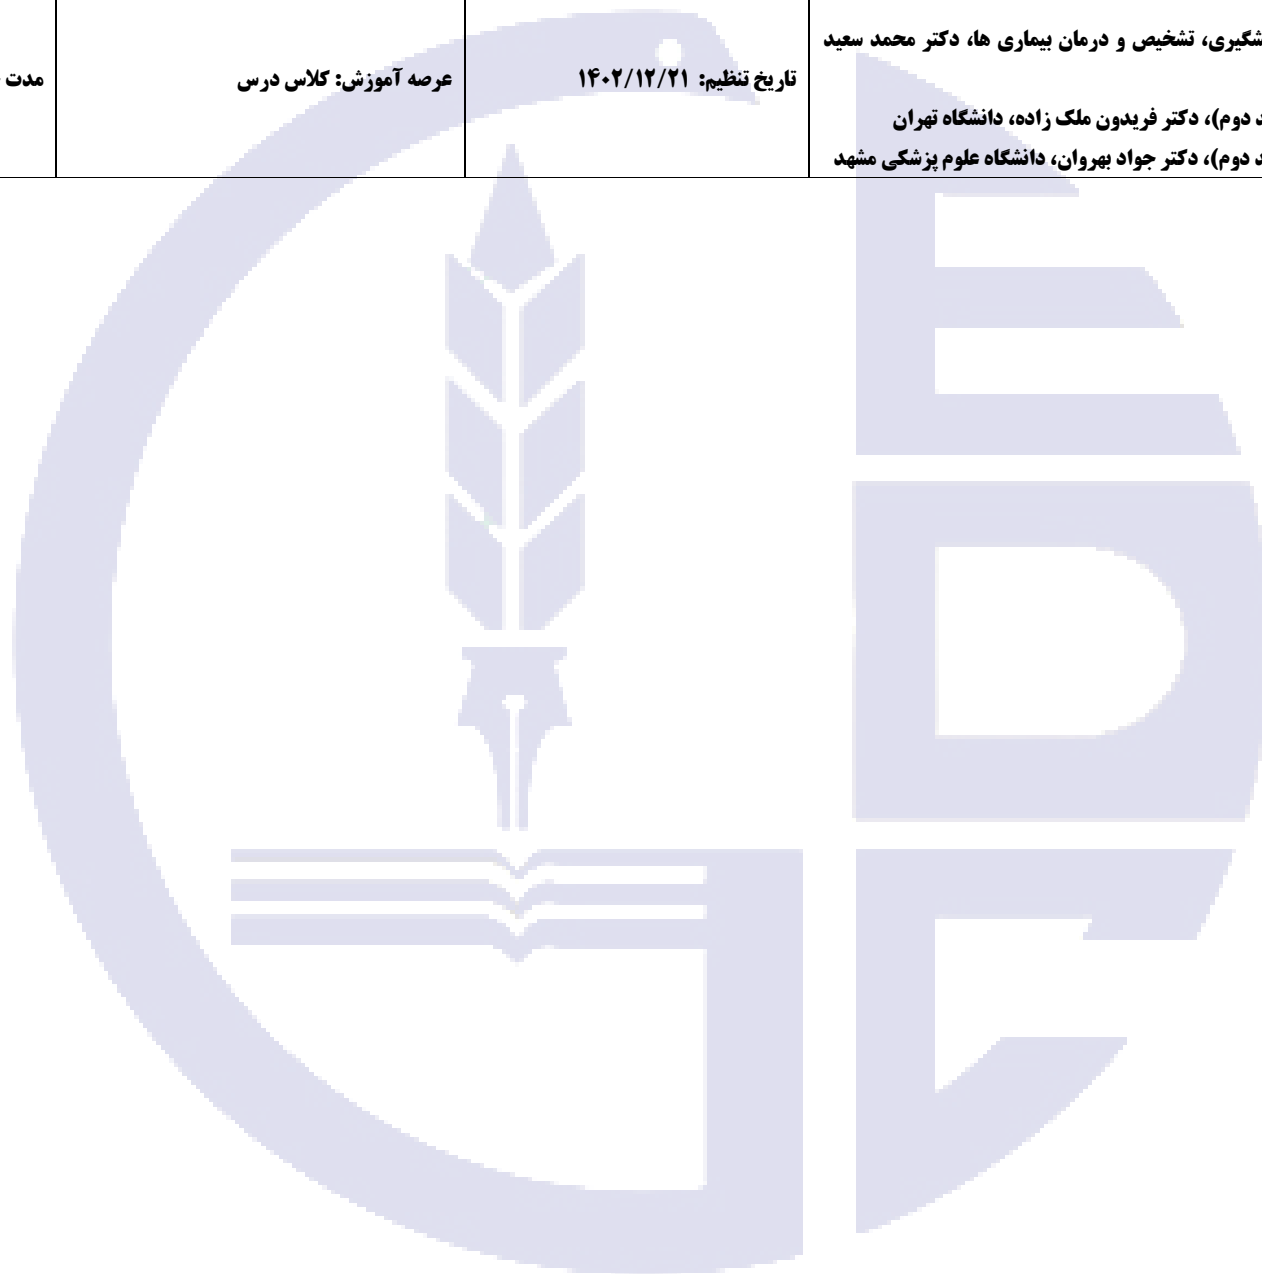 شگیری، تشخیص و درمان بیماری ها، دکتر محمد سعید
د دوم)، دکتر فریدون ملک زاده، دانشگاه تهران
د دوم)، دکتر جواد بهروان، دانشگاه علوم پزشکی مشهد
تاریخ تنظیم: ۱۴۰۲/۱۲/۲۱
عرصه آموزش: کلاس درس
مدت
E
D
C